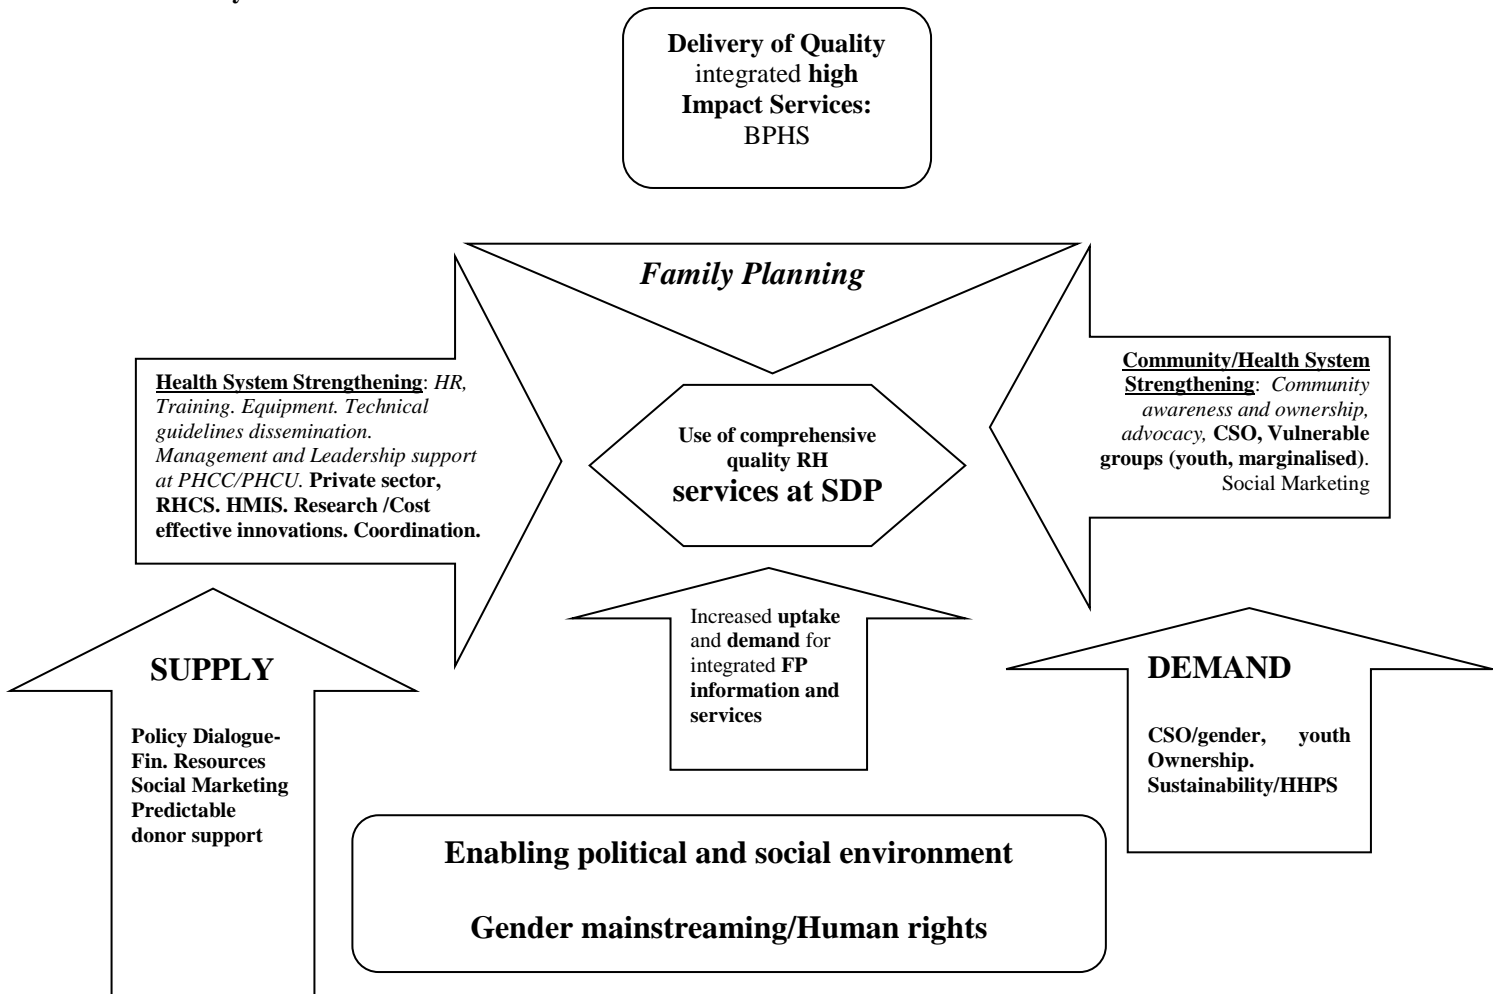 Delivery of Quality
integrated high
Impact Services:
BPHS
Family Planning
Health System Strengthening: HR,
Training. Equipment. Technical
guidelines dissemination.
Management and Leadership support
at PHCC/PHCU. Private sector,
RHCS. HMIS. Research /Cost
effective innovations. Coordination.
Use of comprehensive
quality RH
services at SDP
Community/Health System
Strengthening: Community
awareness and ownership,
advocacy, CSO, Vulnerable
groups (youth, marginalised).
Social Marketing
SUPPLY
Policy Dialogue-
Fin. Resources
Social Marketing
Predictable
donor support
Increased uptake
and demand for
integrated FP
information and
services
DEMAND
CSO/gender, youth
Ownership.
Sustainability/HHPS
Enabling political and social environment
Gender mainstreaming/Human rights